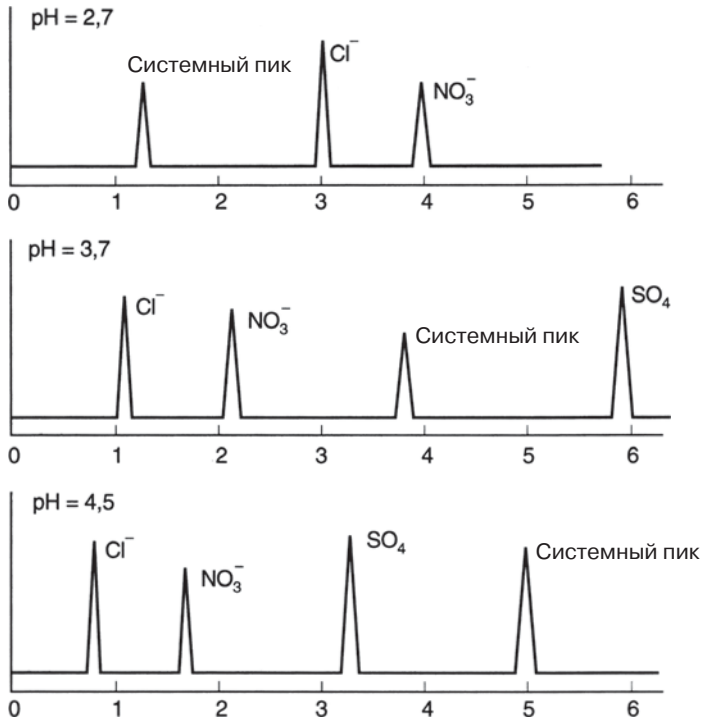 pH = 2,7
Системный пик
Cl⁻
NO₃⁻
0 1 2 3 4 5 6
pH = 3,7
Cl⁻
NO₃⁻
Системный пик
SO₄
0 1 2 3 4 5 6
pH = 4,5
Cl⁻
NO₃⁻
SO₄
Системный пик
0 1 2 3 4 5 6